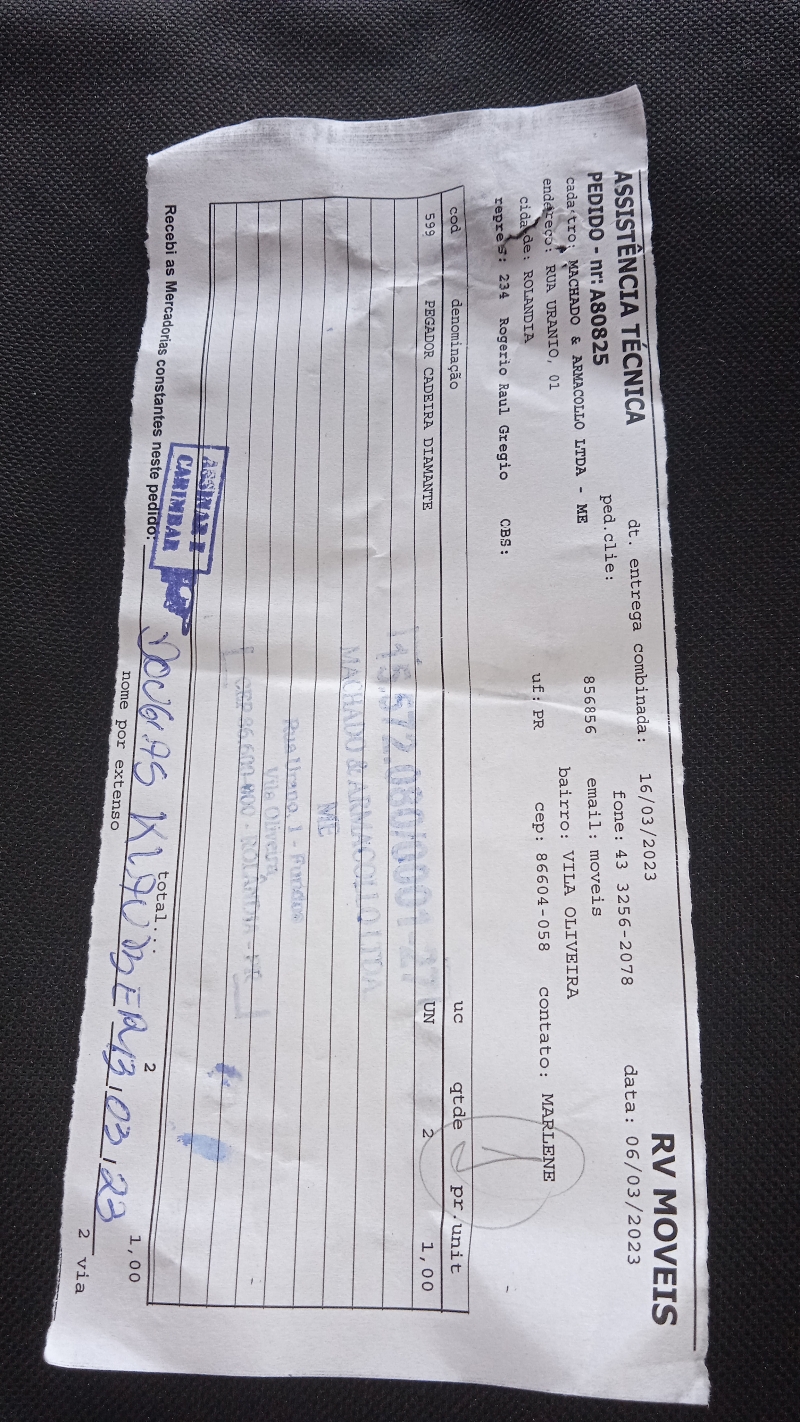 ASSISTÊNCIA TÉCNICA
RV MOVEIS
PEDIDO - nr: A80825 dt. entrega combinada: 16/03/2023 data: 06/03/2023
ped.clie: 856856 fone: 43 3256-2078
cadastro: MACHADO & ARMACOLLO LTDA - ME email: moveis
endereço: RUA URANIO, 01 bairro: VILA OLIVEIRA
cidade: ROLANDIA uf: PR cep: 86604-058 contato: MARLENE
repres: 234 Rogerio Raul Gregio CBS:
cod denominação uc qtde pr.unit
599 PEGADOR CADEIRA DIAMANTE UN 2 1,00
MACHADO & ARMACOLLO LTDA
ME
Vila Oliveira
ROLANDIA - PR
ASSINAR E
CARIMBAR
total..: 2 1,00
Recebi as Mercadorias constantes neste pedido: 13,03,23
nome por extenso
2 via